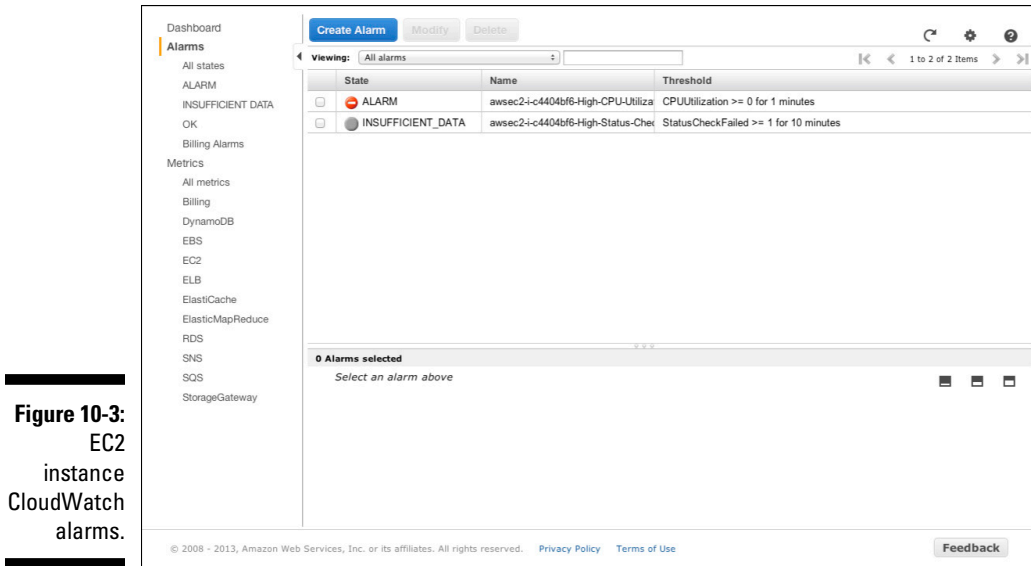 Dashboard
Alarms
All states
ALARM
INSUFFICIENT DATA
OK
Billing Alarms
Metrics
All metrics
Billing
DynamoDB
EBS
EC2
ELB
ElastiCache
ElasticMapReduce
RDS
SNS
SQS
StorageGateway
Create Alarm Modify Delete
Viewing: All alarms 1 to 2 of 2 Items
State Name Threshold
ALARM awsec2-i-c4404bf6-High-CPU-Utiliza CPUUtilization >= 0 for 1 minutes
INSUFFICIENT_DATA awsec2-i-c4404bf6-High-Status-Chec StatusCheckFailed >= 1 for 10 minutes
0 Alarms selected
Select an alarm above
© 2008 - 2013, Amazon Web Services, Inc. or its affiliates. All rights reserved. Privacy Policy Terms of Use Feedback
Figure 10-3:
EC2
instance
CloudWatch
alarms.